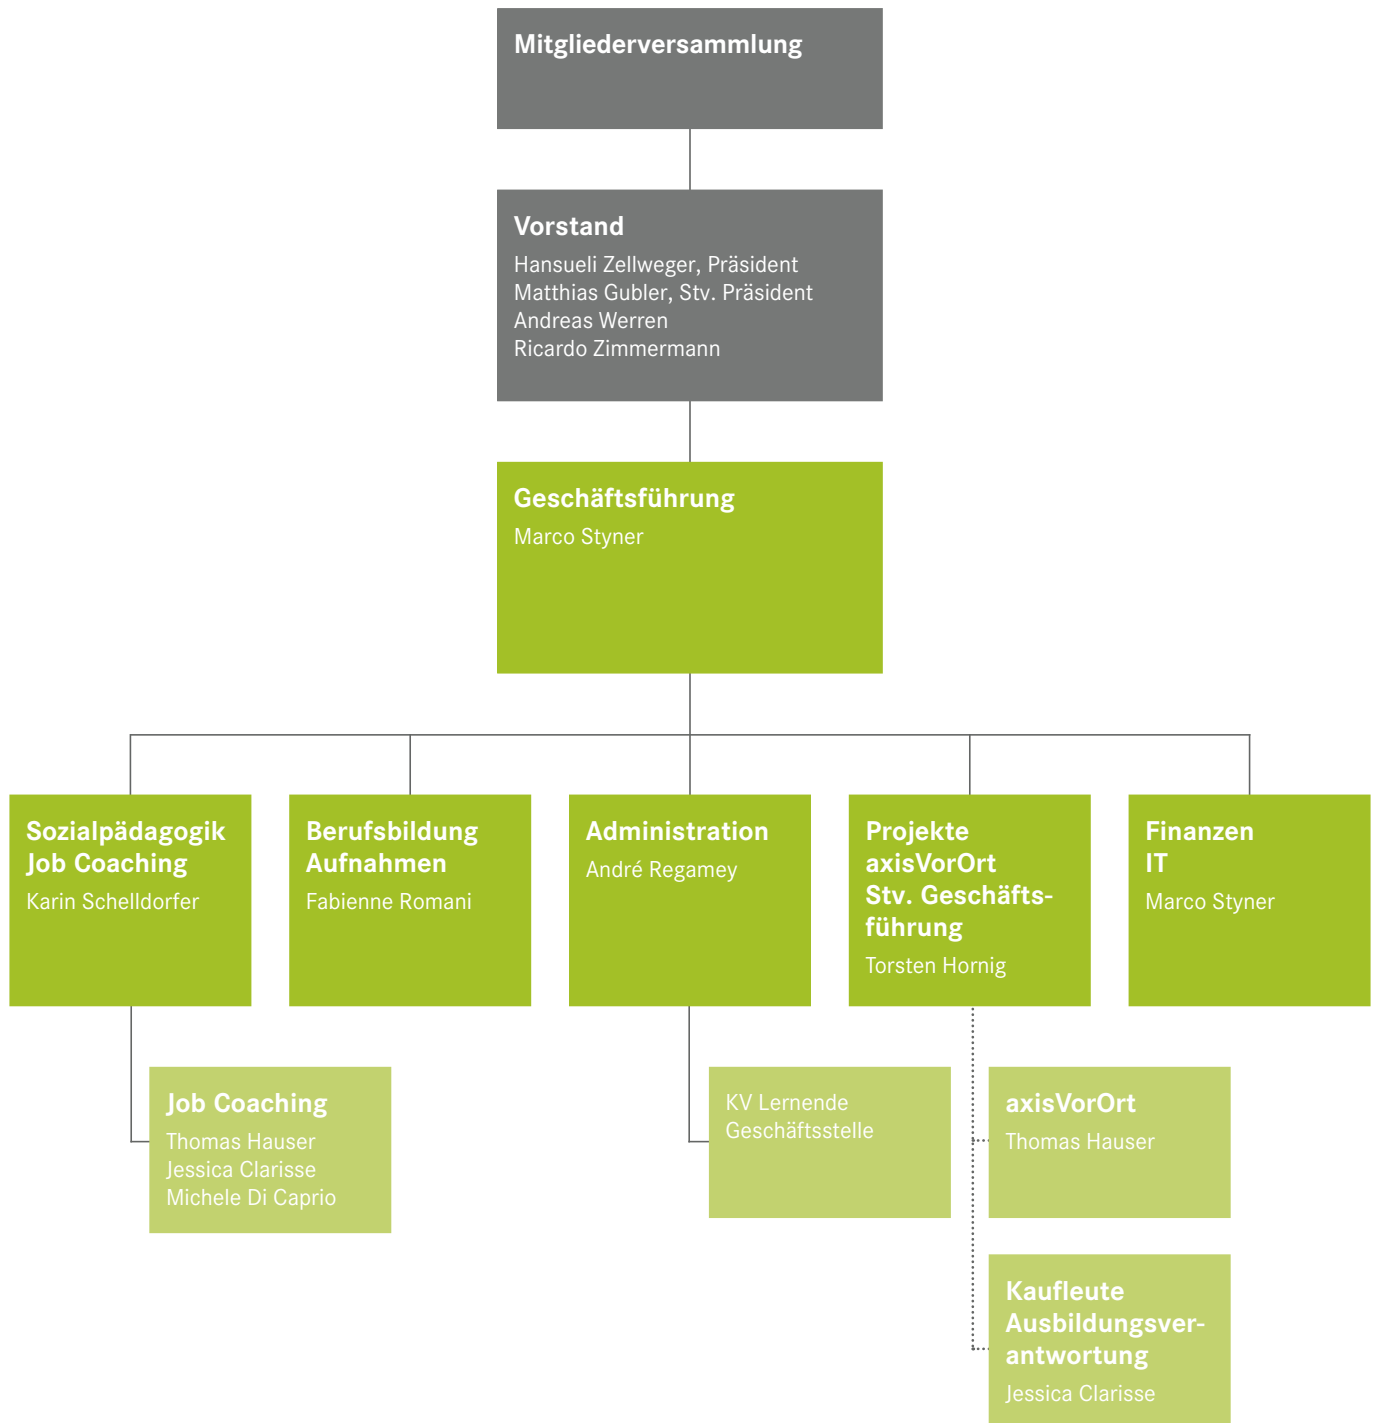 Mitgliederversammlung
Vorstand
Hansueli Zellweger, Präsident
Matthias Gubler, Stv. Präsident
Andreas Werren
Ricardo Zimmermann
Geschäftsführung
Marco Styner
Sozialpädagogik
Job Coaching
Karin Schelldorfer
Berufsbildung
Aufnahmen
Fabienne Romani
Administration
André Regamey
Projekte
axisVorOrt
Stv. Geschäfts-
führung
Torsten Hornig
Finanzen
IT
Marco Styner
Job Coaching
Thomas Hauser
Jessica Clarisse
Michele Di Caprio
KV Lernende
Geschäftsstelle
axisVorOrt
Thomas Hauser
Kaufleute
Ausbildungsver-
antwortung
Jessica Clarisse